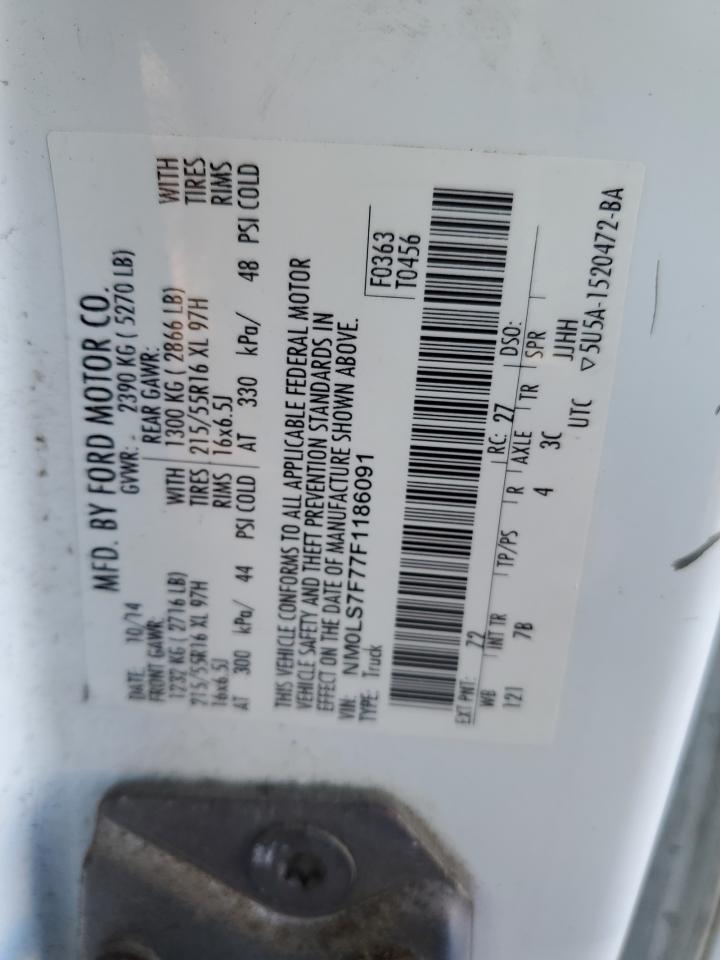 MFD. BY FORD MOTOR CO.
DATE: 10/14 GVWR: - 2390 KG ( 5270 LB)
FRONT GAWR: REAR GAWR:
1232 KG ( 2716 LB) WITH 1300 KG ( 2866 LB) WITH
215/55R16 XL 97H TIRES 215/55R16 XL 97H TIRES
16x6.5J RIMS 16x6.5J RIMS
AT 300 kPa/ 44 PSI COLD AT 330 kPa/ 48 PSI COLD
THIS VEHICLE CONFORMS TO ALL APPLICABLE FEDERAL MOTOR
VEHICLE SAFETY AND THEFT PREVENTION STANDARDS IN
EFFECT ON THE DATE OF MANUFACTURE SHOWN ABOVE.
VIN: NM0LS7F77F1186091
TYPE: Truck
F0363
T0456
EXT PNT: 72 RC: 27 DSO:
WB INT TR TP/PS R AXLE TR SPR
121 7B 4 3C JJHH
UTC ▽5U5A-1520472-BA